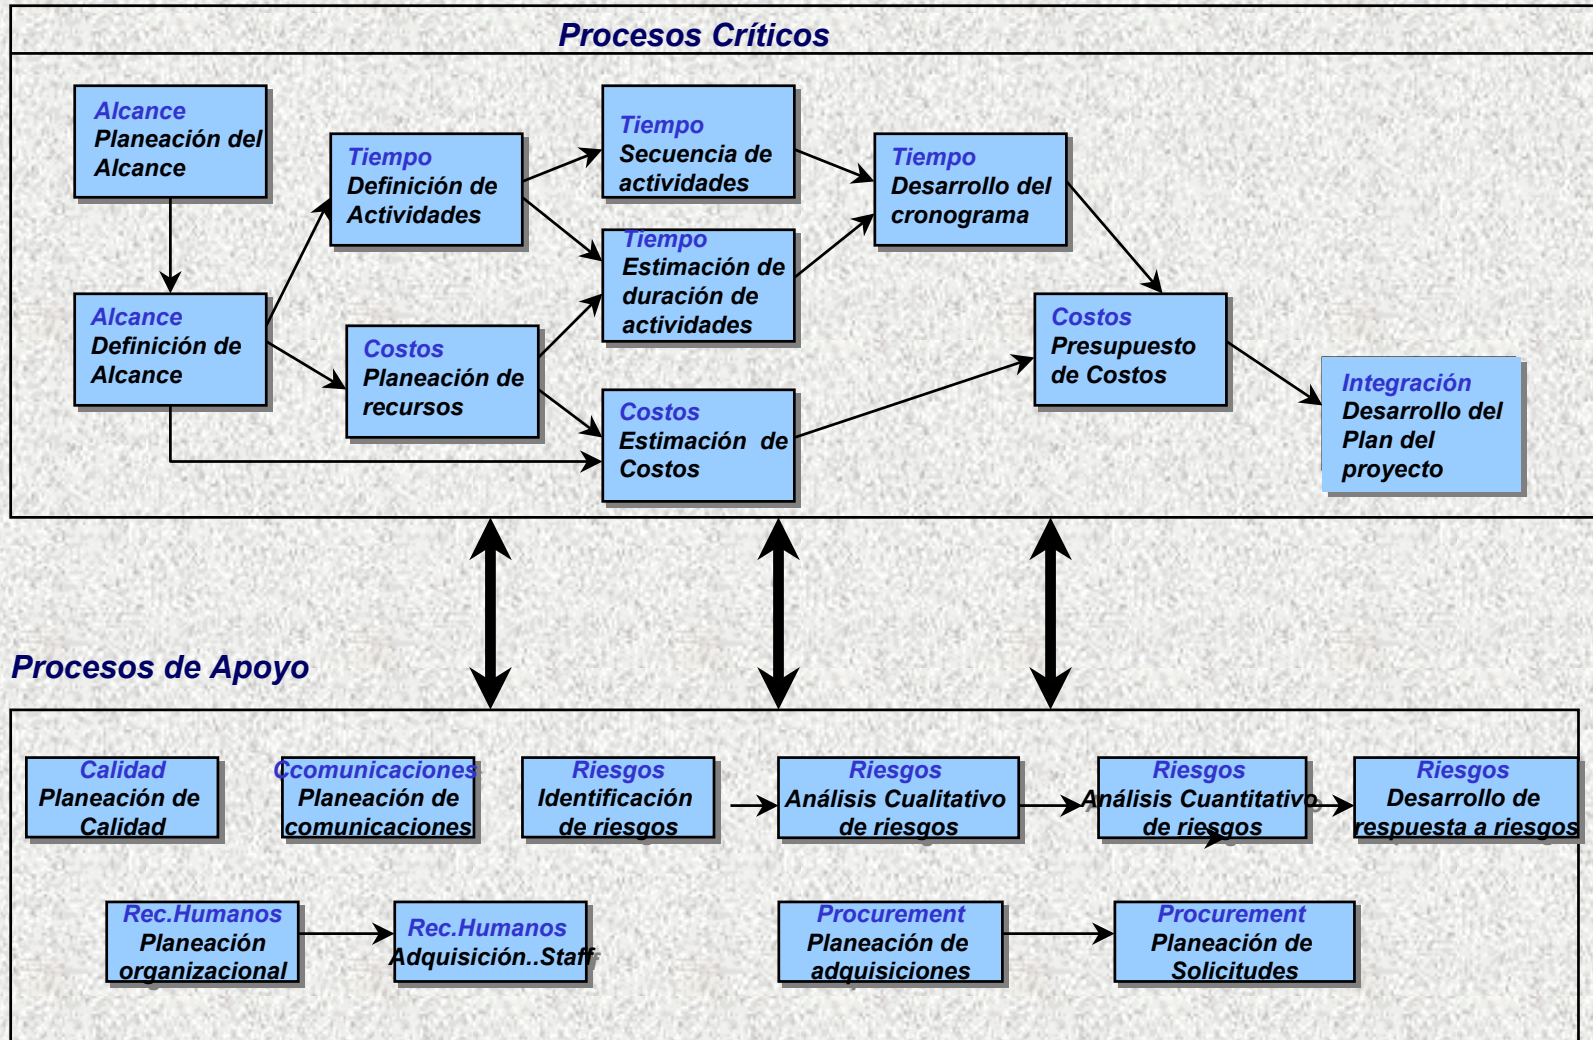 Procesos Críticos
Alcance
Planeación del
Alcance
Tiempo
Definición de
Actividades
Tiempo
Secuencia de
actividades
Tiempo
Desarrollo del
cronograma
Tiempo
Estimación de
duración de
actividades
Alcance
Definición de
Alcance
Costos
Planeación de
recursos
Costos
Estimación de
Costos
Costos
Presupuesto
de Costos
Integración
Desarrollo del
Plan del
proyecto
Procesos de Apoyo
Calidad
Planeación de
Calidad
Ccomunicaciones
Planeación de
comunicaciones
Riesgos
Identificación
de riesgos
Riesgos
Análisis Cualitativo
de riesgos
Riesgos
Análisis Cuantitativo
de riesgos
Riesgos
Desarrollo de
respuesta a riesgos
Rec.Humanos
Planeación
organizacional
Rec.Humanos
Adquisición..Staff
Procurement
Planeación de
adquisiciones
Procurement
Planeación de
Solicitudes